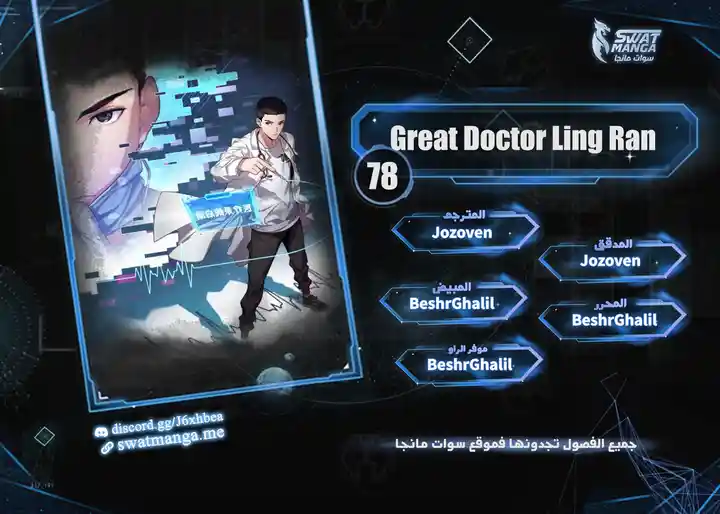 SWAT
MANGA
سوات مانجا
Great Doctor Ling Ran
78
المترجم
Jozoven
المدقق
Jozoven
المبيض
BeshrGhalil
المحرر
BeshrGhalil
موفر الراو
BeshrGhalil
discord.gg/J6xhbea
swatmanga.me
جميع الفصول تجدونها فموقع سوات مانجا